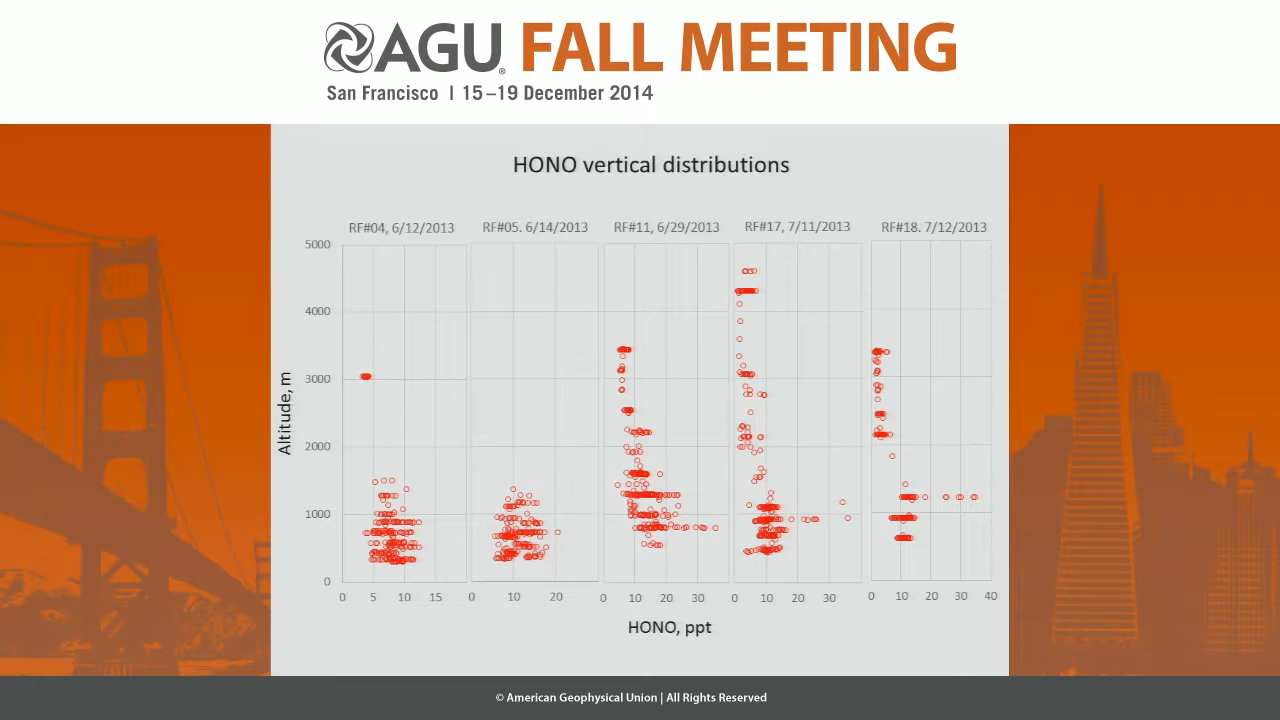 AGU FALL MEETING
San Francisco | 15–19 December 2014
HONO vertical distributions
RF#04, 6/12/2013 RF#05. 6/14/2013 RF#11, 6/29/2013 RF#17, 7/11/2013 RF#18. 7/12/2013
5000
4000
3000
2000
1000
0
Altitude, m
0 5 10 15 0 10 20 0 10 20 30 0 10 20 30 0 10 20 30 40
HONO, ppt
© American Geophysical Union | All Rights Reserved